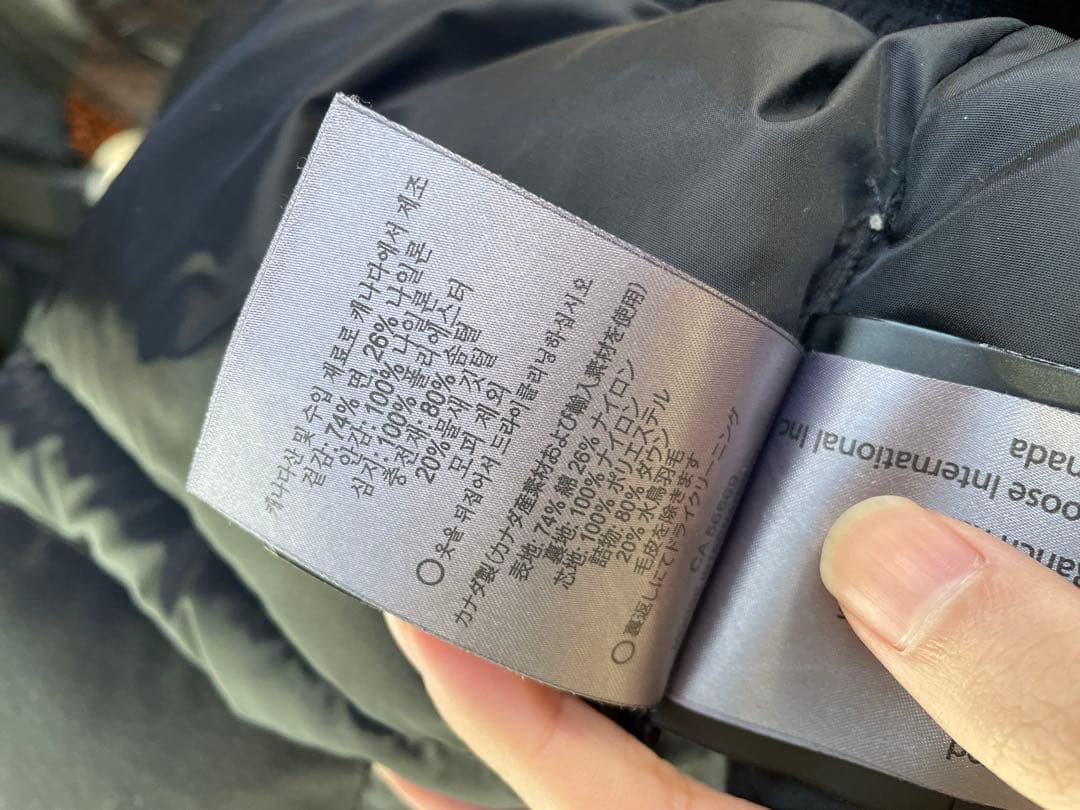 캐나다산 및 수입 재료로 캐나다에서 제조
겉감: 74% 면, 26% 나일론
안감: 100% 나일론
심지: 100% 폴리에스터
충전재: 80% 솜털
20% 물새 깃털
모피 제외
○ 옷을 뒤집어서 드라이 클리닝 하십시오
カナダ製(カナダ産素材および輸入素材を使用)
表地: 74% 綿 26% ナイロン
裏地: 100% ナイロン
芯地: 100% ポリエステル
詰物: 80% ダウン
20% 水鳥羽毛
毛皮を除きます
○ 裏返しにてドライクリーニング
International Inc